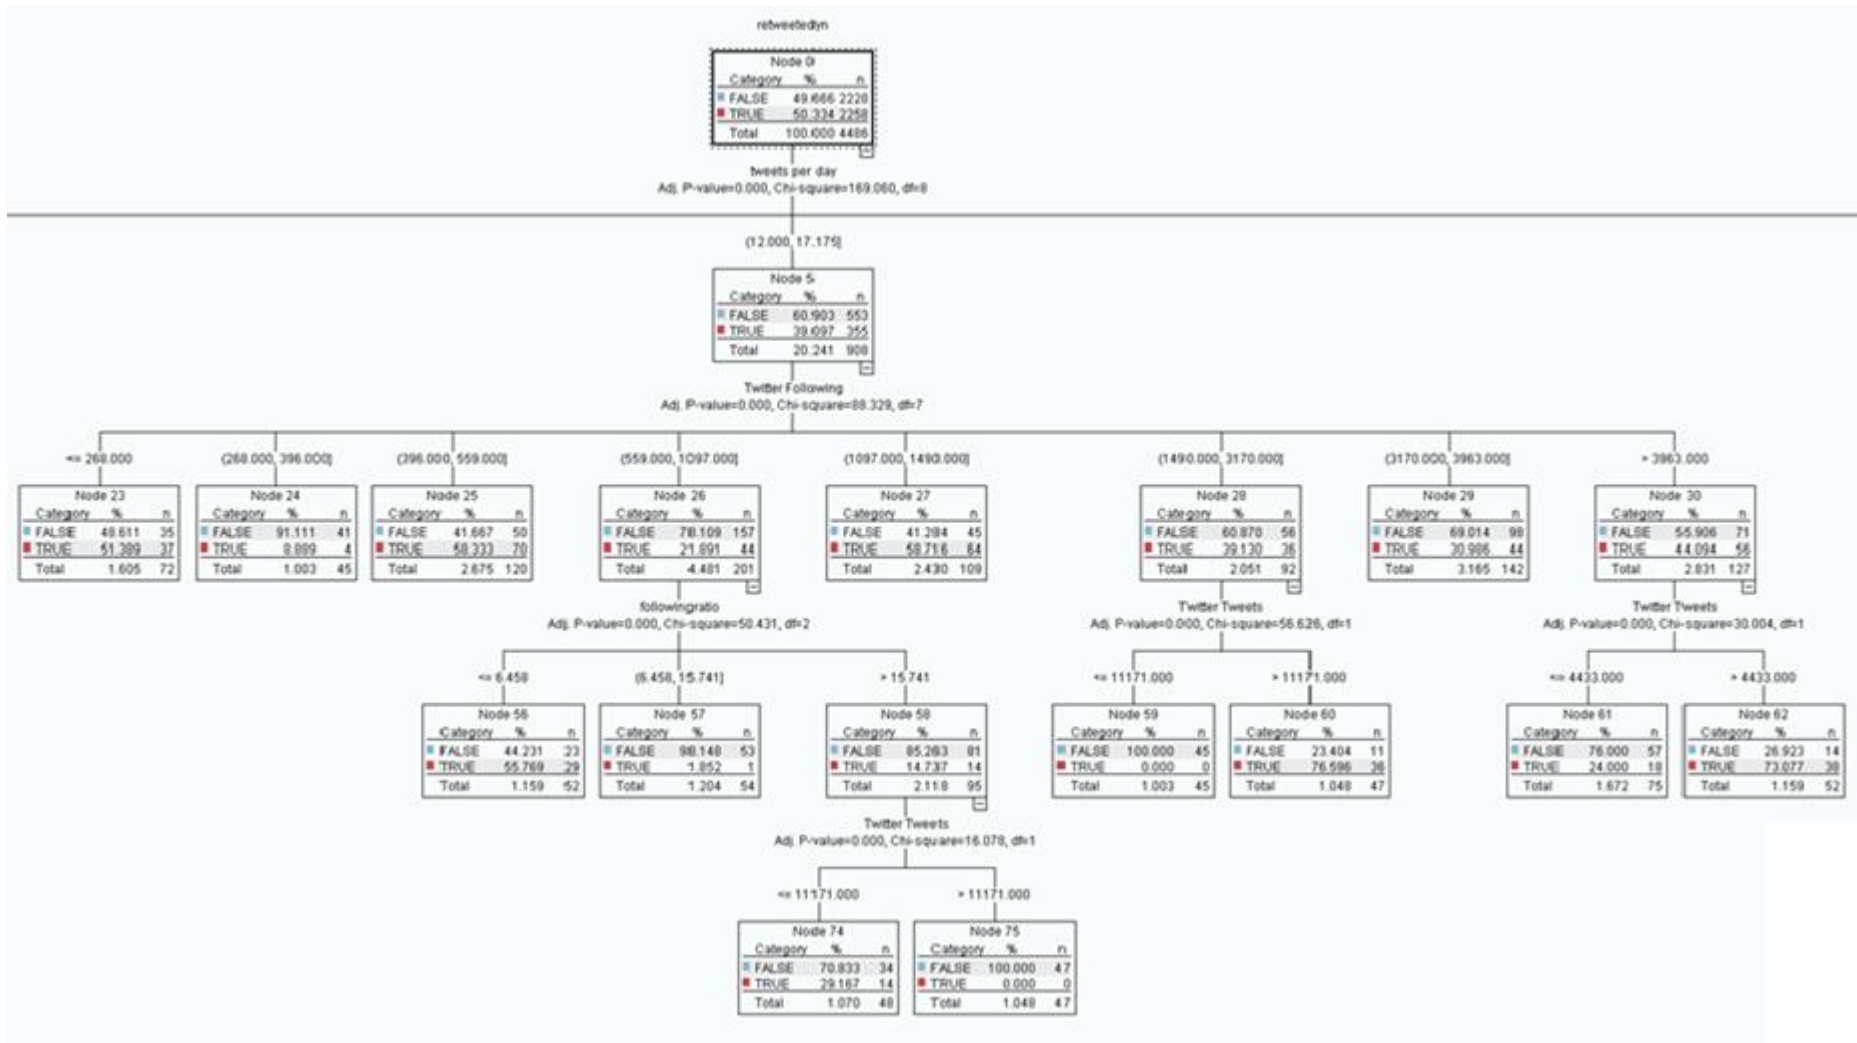 retweetedyn
Node 0
Category % n
FALSE 49.666 2228
TRUE 50.334 2258
Total 100.000 4486
tweets per day
Adj. P-value=0.000, Chi-square=169.060, df=8
(12.000, 17.175]
Node 5
Category % n
FALSE 60.903 553
TRUE 39.097 355
Total 20.241 908
Twitter Following
Adj. P-value=0.000, Chi-square=88.329, df=7
<= 268.000
(268.000, 396.000]
(396.000, 559.000]
(559.000, 1097.000]
(1097.000, 1490.000]
(1490.000, 3170.000]
(3170.000, 3963.000]
> 3963.000
Node 23
Category % n
FALSE 48.611 35
TRUE 51.389 37
Total 1.605 72
Node 24
Category % n
FALSE 91.111 41
TRUE 8.889 4
Total 1.003 45
Node 25
Category % n
FALSE 41.667 50
TRUE 58.333 70
Total 2.675 120
Node 26
Category % n
FALSE 78.109 157
TRUE 21.891 44
Total 4.481 201
Node 27
Category % n
FALSE 41.284 45
TRUE 58.716 64
Total 2.430 109
Node 28
Category % n
FALSE 60.870 56
TRUE 39.130 36
Total 2.051 92
Node 29
Category % n
FALSE 69.014 98
TRUE 30.986 44
Total 3.165 142
Node 30
Category % n
FALSE 55.906 71
TRUE 44.094 56
Total 2.831 127
followingratio
Adj. P-value=0.000, Chi-square=50.431, df=2
Twitter Tweets
Adj. P-value=0.000, Chi-square=56.626, df=1
Twitter Tweets
Adj. P-value=0.000, Chi-square=30.004, df=1
<= 6.458
(6.458, 15.741]
> 15.741
<= 11171.000
> 11171.000
<= 4433.000
> 4433.000
Node 56
Category % n
FALSE 44.231 23
TRUE 55.769 29
Total 1.159 52
Node 57
Category % n
FALSE 98.148 53
TRUE 1.852 1
Total 1.204 54
Node 58
Category % n
FALSE 85.263 81
TRUE 14.737 14
Total 2.118 95
Node 59
Category % n
FALSE 100.000 45
TRUE 0.000 0
Total 1.003 45
Node 60
Category % n
FALSE 23.404 11
TRUE 76.596 36
Total 1.048 47
Node 61
Category % n
FALSE 76.000 57
TRUE 24.000 18
Total 1.672 75
Node 62
Category % n
FALSE 26.923 14
TRUE 73.077 38
Total 1.159 52
Twitter Tweets
Adj. P-value=0.000, Chi-square=16.078, df=1
<= 11171.000
> 11171.000
Node 74
Category % n
FALSE 70.833 34
TRUE 29.167 14
Total 1.070 48
Node 75
Category % n
FALSE 100.000 47
TRUE 0.000 0
Total 1.048 47